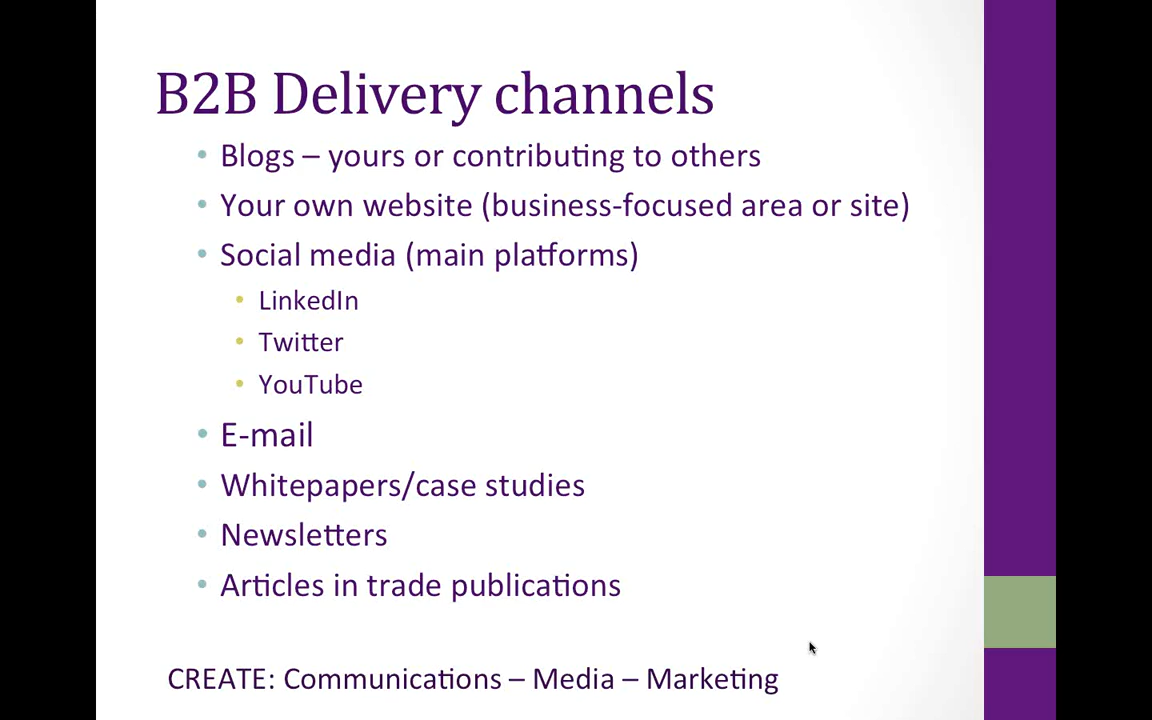 B2B Delivery channels
• Blogs – yours or contributing to others
• Your own website (business-focused area or site)
• Social media (main platforms)
• LinkedIn
• Twitter
• YouTube
• E-mail
• Whitepapers/case studies
• Newsletters
• Articles in trade publications
CREATE: Communications – Media – Marketing